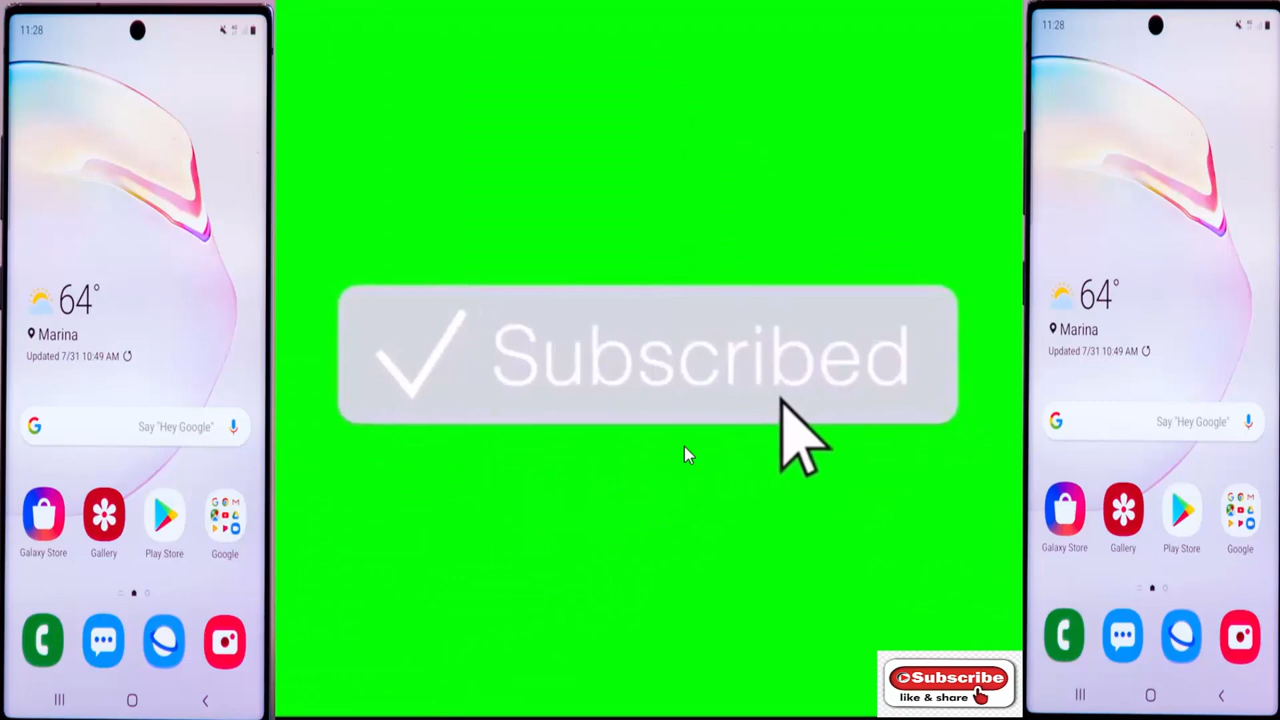 11:28
64°
Marina
Updated 7/31 10:49 AM
Say "Hey Google"
Galaxy Store
Gallery
Play Store
Google
Subscribed
Subscribe
like & share
11:28
64°
Marina
Updated 7/31 10:49 AM
Say "Hey Google"
Galaxy Store
Gallery
Play Store
Google